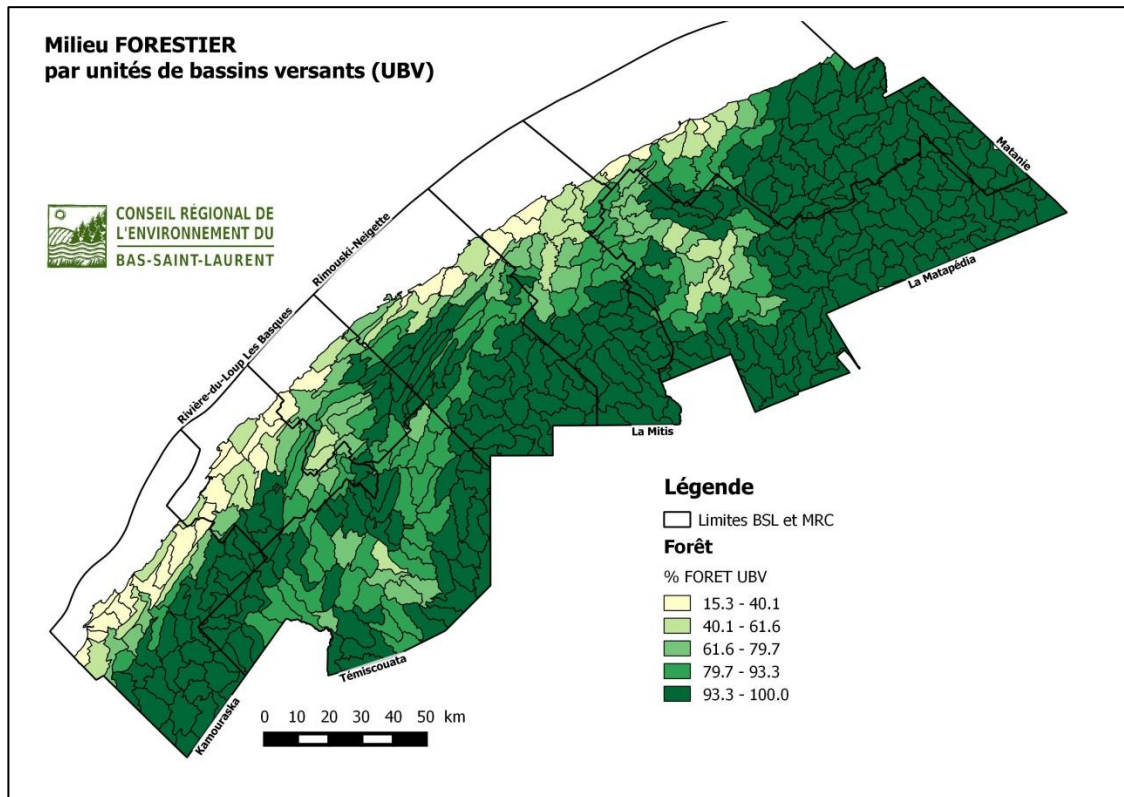 Milieu FORESTIER
par unités de bassins versants (UBV)
CONSEIL RÉGIONAL DE
L'ENVIRONNEMENT DU
BAS-SAINT-LAURENT
Matanie
Rimouski-Neigette
La Matapédia
Rivière-du-Loup Les Basques
La Mitis
Témiscouata
Kamouraska
Légende
Limites BSL et MRC
Forêt
% FORET UBV
15.3 - 40.1
40.1 - 61.6
61.6 - 79.7
79.7 - 93.3
93.3 - 100.0
0 10 20 30 40 50 km